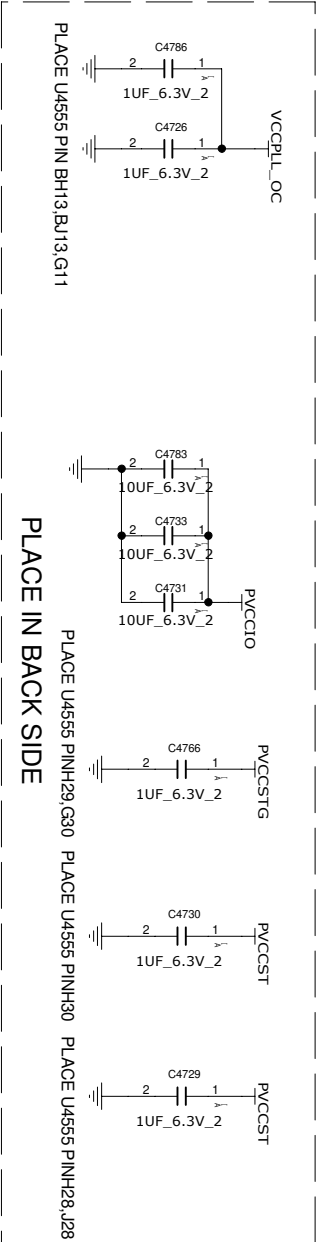 VCCPLL_OC
C4786
2 1
1UF_6.3V_2
C4726
2 1
1UF_6.3V_2
PLACE U4555 PIN BH13,BJ13,G11
PVCCIO
C4783
2 1
10UF_6.3V_2
C4733
2 1
10UF_6.3V_2
C4731
2 1
10UF_6.3V_2
PLACE IN BACK SIDE
PVCCSTG
C4766
2 1
1UF_6.3V_2
PLACE U4555 PINH29,G30
PVCCST
C4730
2 1
1UF_6.3V_2
PLACE U4555 PINH30
PVCCST
C4729
2 1
1UF_6.3V_2
PLACE U4555 PINH28,J28